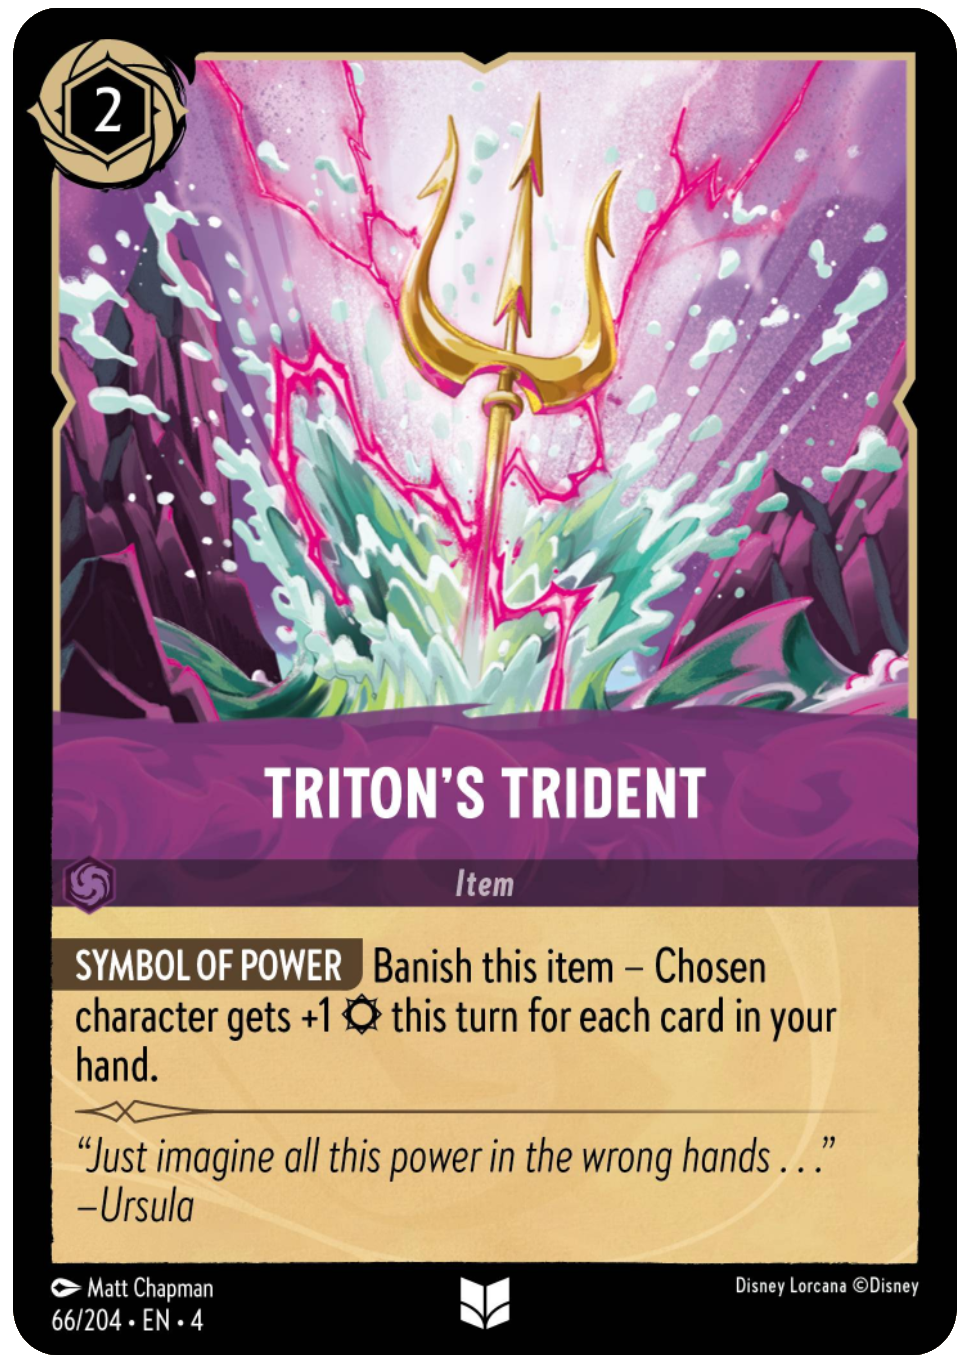 2
TRITON’S TRIDENT
Item
SYMBOL OF POWER Banish this item – Chosen
character gets +1 this turn for each card in your
hand.
“Just imagine all this power in the wrong hands . . .”
–Ursula
Matt Chapman
Disney Lorcana ©Disney
66/204 • EN • 4